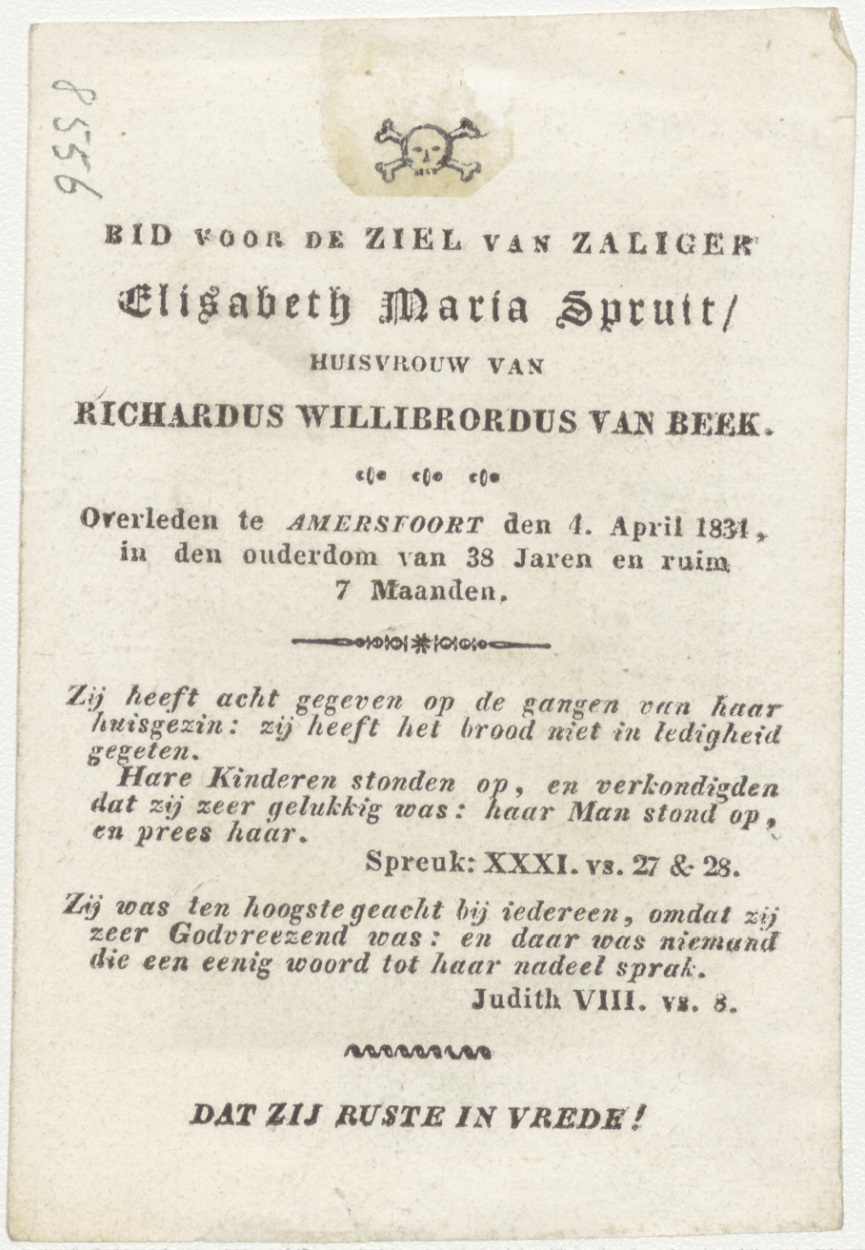 9556
BID VOOR DE ZIEL VAN ZALIGER
Elisabeth Maria Spruit/
HUISVROUW VAN
RICHARDUS WILLIBRORDUS VAN BEEK.
Overleden te AMERSFOORT den 1. April 1831,
in den ouderdom van 38 Jaren en ruim
7 Maanden.
Zij heeft acht gegeven op de gangen van haar
huisgezin: zij heeft het brood niet in ledigheid
gegeten.
Hare Kinderen stonden op, en verkondigden
dat zij zeer gelukkig was: haar Man stond op,
en prees haar.
Spreuk: XXXI. vs. 27 & 28.
Zij was ten hoogste geacht bij iedereen, omdat zij
zeer Godvreezend was: en daar was niemand
die een eenig woord tot haar nadeel sprak.
Judith VIII. vs. 8.
DAT ZIJ RUSTE IN VREDE!